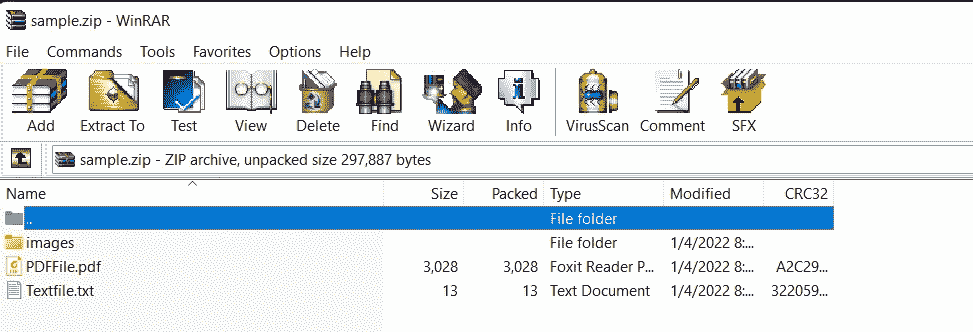 sample.zip - WinRAR
File Commands Tools Favorites Options Help
Add Extract To Test View Delete Find Wizard Info VirusScan Comment SFX
sample.zip - ZIP archive, unpacked size 297,887 bytes
Name Size Packed Type Modified CRC32
.. File folder
images File folder 1/4/2022 8:...
PDFFile.pdf 3,028 3,028 Foxit Reader P... 1/4/2022 8:... A2C29...
Textfile.txt 13 13 Text Document 1/4/2022 8:... 322059...